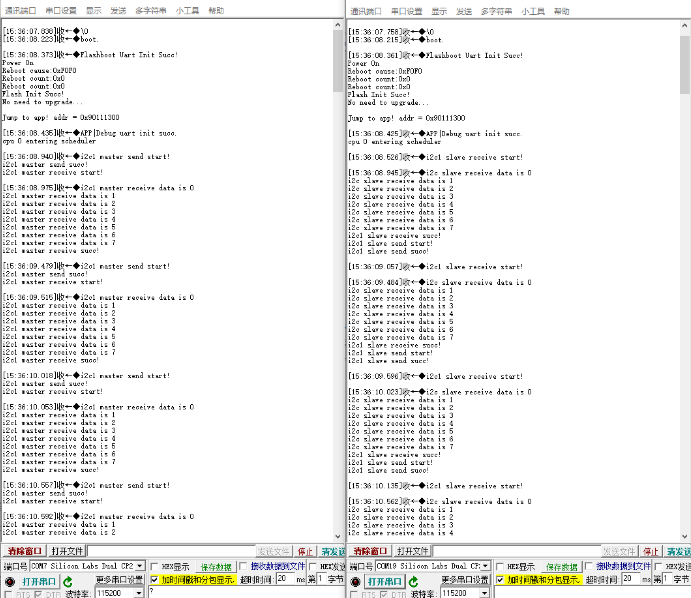 通讯端口 串口设置 显示 发送 多字符串 小工具 帮助
[15:36:07.838]收←◆\0
[15:36:08.223]收←◆boot.
[15:36:08.373]收←◆Flashboot Uart Init Succ!
Power On
Reboot cause:0xF0F0
Reboot count:0x0
Reboot count:0x0
Flash Init Succ!
No need to upgrade...
Jump to app! addr = 0x90111300
[15:36:08.435]收←◆APP|Debug uart init succ.
cpu 0 entering scheduler
[15:36:08.940]收←◆i2c1 master send start!
i2c1 master send succ!
i2c1 master receive start!
[15:36:08.975]收←◆i2c1 master receive data is 0
i2c1 master receive data is 1
i2c1 master receive data is 2
i2c1 master receive data is 3
i2c1 master receive data is 4
i2c1 master receive data is 5
i2c1 master receive data is 6
i2c1 master receive data is 7
i2c1 master receive succ!
[15:36:09.479]收←◆i2c1 master send start!
i2c1 master send succ!
i2c1 master receive start!
[15:36:09.515]收←◆i2c1 master receive data is 0
i2c1 master receive data is 1
i2c1 master receive data is 2
i2c1 master receive data is 3
i2c1 master receive data is 4
i2c1 master receive data is 5
i2c1 master receive data is 6
i2c1 master receive data is 7
i2c1 master receive succ!
[15:36:10.018]收←◆i2c1 master send start!
i2c1 master send succ!
i2c1 master receive start!
[15:36:10.053]收←◆i2c1 master receive data is 0
i2c1 master receive data is 1
i2c1 master receive data is 2
i2c1 master receive data is 3
i2c1 master receive data is 4
i2c1 master receive data is 5
i2c1 master receive data is 6
i2c1 master receive data is 7
i2c1 master receive succ!
[15:36:10.557]收←◆i2c1 master send start!
i2c1 master send succ!
i2c1 master receive start!
[15:36:10.592]收←◆i2c1 master receive data is 0
i2c1 master receive data is 1
i2c1 master receive data is 2
清除窗口 打开文件 发送文件 停止 清发送
端口号 COM7 Silicon Labs Dual CP2 HEX显示 保存数据 接收数据到文件 HEX发送
打开串口 更多串口设置 加时间戳和分包显示. 超时时间: 20 ms 第1 字节
RTS DTR 波特率: 115200 ?
通讯端口 串口设置 显示 发送 多字符串 小工具 帮助
[15:36:07.758]收←◆\0
[15:36:08.215]收←◆boot.
[15:36:08.361]收←◆Flashboot Uart Init Succ!
Power On
Reboot cause:0xF0F0
Reboot count:0x0
Reboot count:0x0
Flash Init Succ!
No need to upgrade...
Jump to app! addr = 0x90111300
[15:36:08.425]收←◆APP|Debug uart init succ.
cpu 0 entering scheduler
[15:36:08.526]收←◆i2c1 slave receive start!
[15:36:08.945]收←◆i2c slave receive data is 0
i2c slave receive data is 1
i2c slave receive data is 2
i2c slave receive data is 3
i2c slave receive data is 4
i2c slave receive data is 5
i2c slave receive data is 6
i2c slave receive data is 7
i2c1 slave receive succ!
i2c1 slave send start!
i2c1 slave send succ!
[15:36:09.057]收←◆i2c1 slave receive start!
[15:36:09.484]收←◆i2c slave receive data is 0
i2c slave receive data is 1
i2c slave receive data is 2
i2c slave receive data is 3
i2c slave receive data is 4
i2c slave receive data is 5
i2c slave receive data is 6
i2c slave receive data is 7
i2c1 slave receive succ!
i2c1 slave send start!
i2c1 slave send succ!
[15:36:09.596]收←◆i2c1 slave receive start!
[15:36:10.023]收←◆i2c slave receive data is 0
i2c slave receive data is 1
i2c slave receive data is 2
i2c slave receive data is 3
i2c slave receive data is 4
i2c slave receive data is 5
i2c slave receive data is 6
i2c slave receive data is 7
i2c1 slave receive succ!
i2c1 slave send start!
i2c1 slave send succ!
[15:36:10.135]收←◆i2c1 slave receive start!
[15:36:10.562]收←◆i2c slave receive data is 0
i2c slave receive data is 1
i2c slave receive data is 2
i2c slave receive data is 3
i2c slave receive data is 4
清除窗口 打开文件 发送文件 停止 清发送
端口号 COM19 Silicon Labs Dual CP HEX显示 保存数据 接收数据到文件 HEX发
打开串口 更多串口设置 加时间戳和分包显示. 超时时间: 20 ms 第1 字节
RTS DTR 波特率: 115200